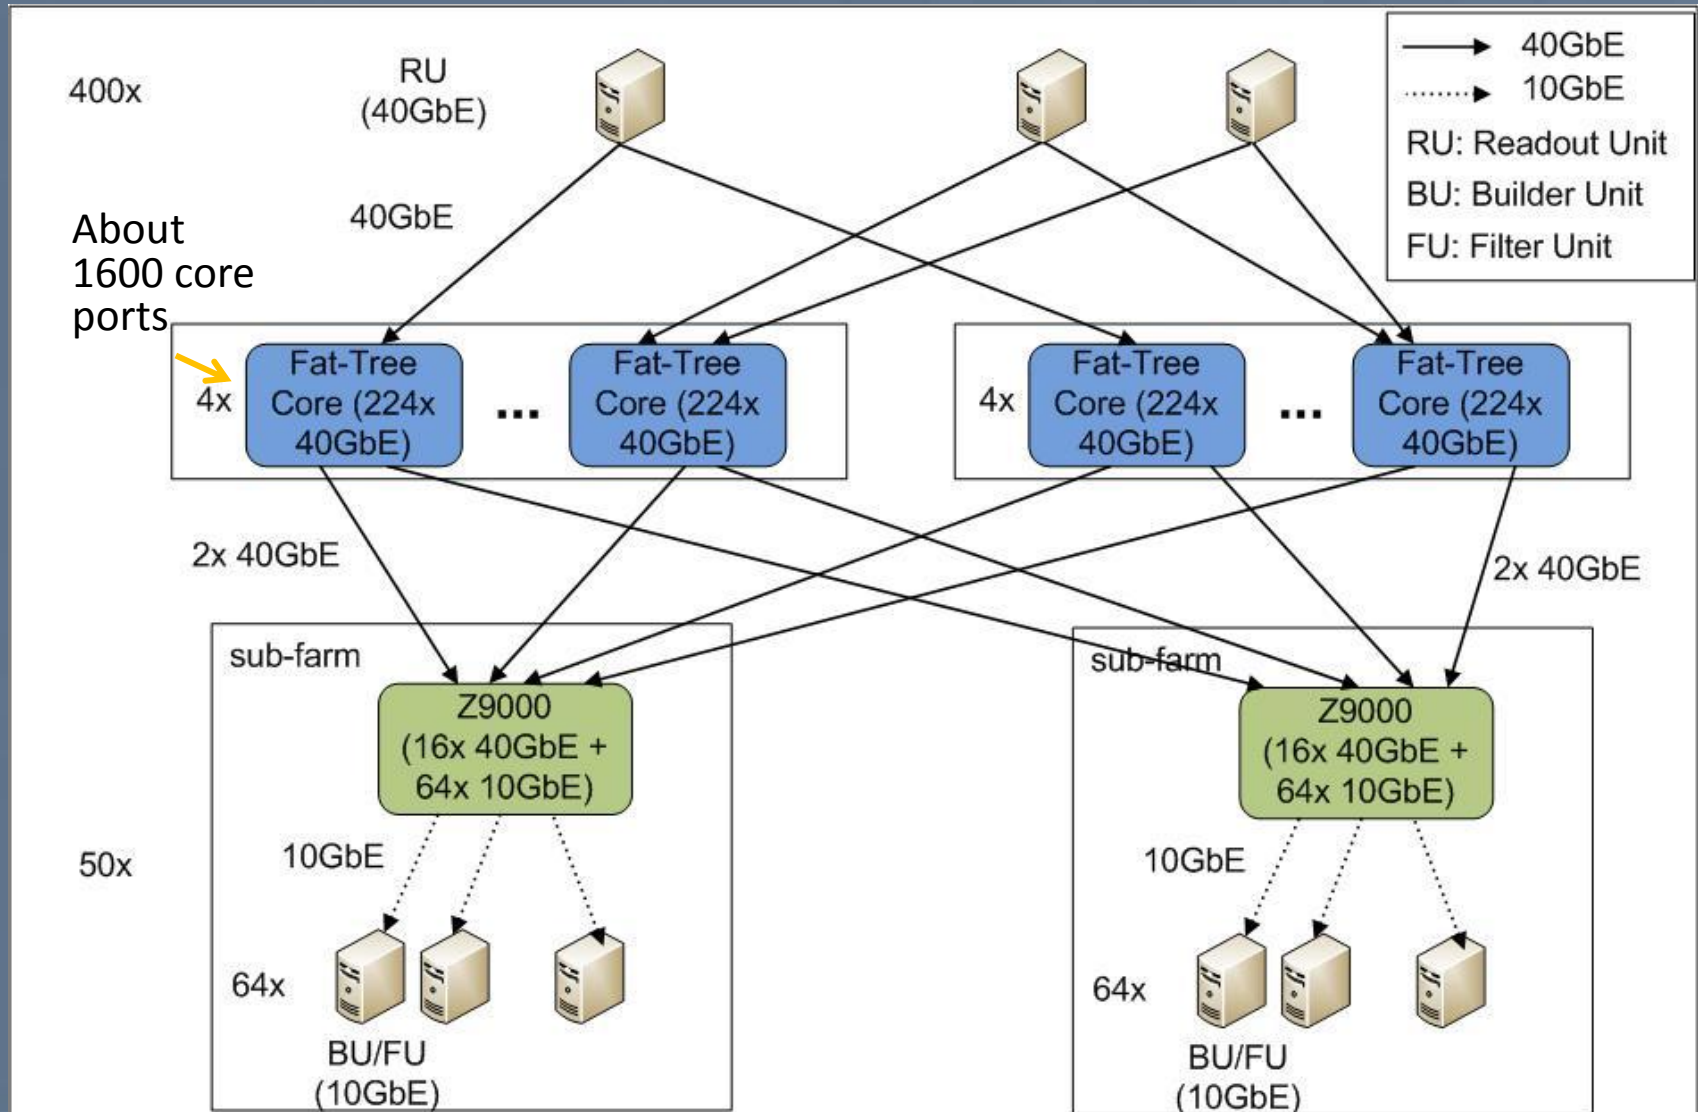 400x
RU
(40GbE)
40GbE
10GbE
RU: Readout Unit
BU: Builder Unit
FU: Filter Unit
40GbE
About
1600 core
ports
4x
Fat-Tree
Core (224x
40GbE)
...
Fat-Tree
Core (224x
40GbE)
4x
Fat-Tree
Core (224x
40GbE)
...
Fat-Tree
Core (224x
40GbE)
2x 40GbE
2x 40GbE
sub-farm
Z9000
(16x 40GbE +
64x 10GbE)
sub-farm
Z9000
(16x 40GbE +
64x 10GbE)
50x
10GbE
10GbE
64x
64x
BU/FU
(10GbE)
BU/FU
(10GbE)